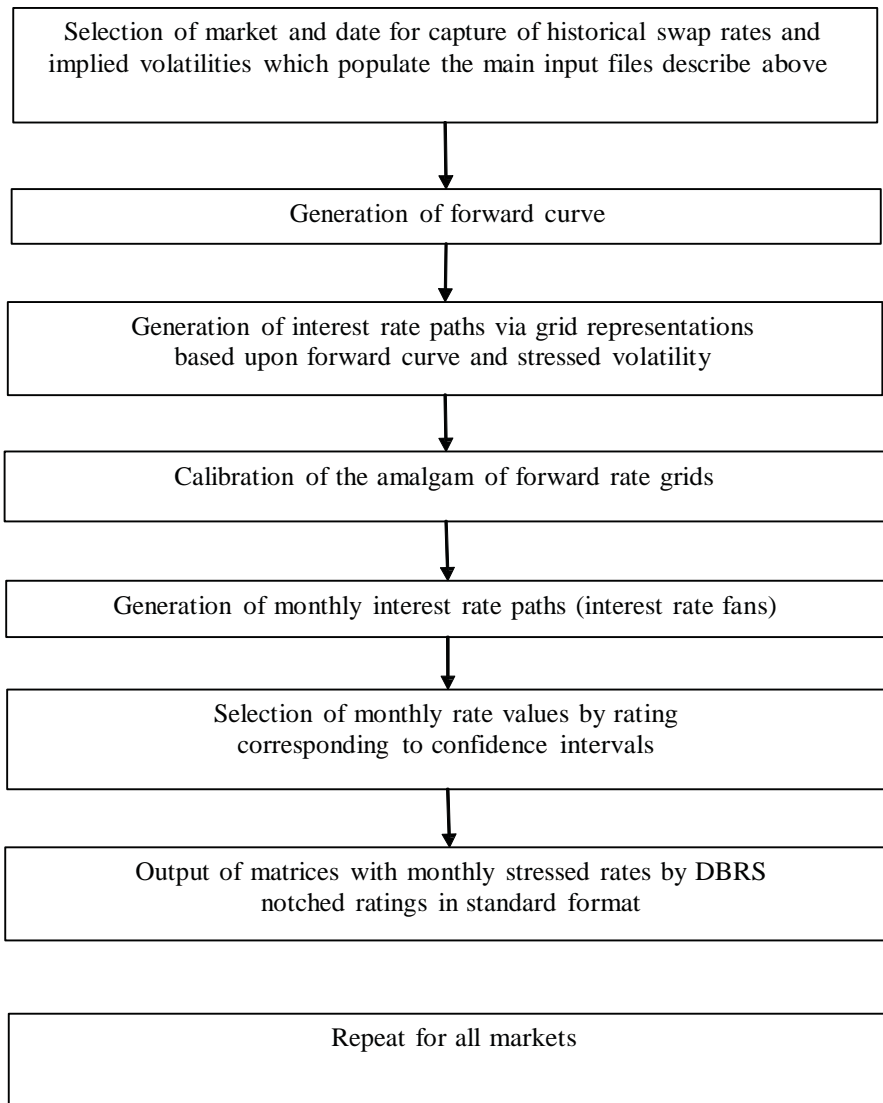 Selection of market and date for capture of historical swap rates and
implied volatilities which populate the main input files describe above
Generation of forward curve
Generation of interest rate paths via grid representations
based upon forward curve and stressed volatility
Calibration of the amalgam of forward rate grids
Generation of monthly interest rate paths (interest rate fans)
Selection of monthly rate values by rating
corresponding to confidence intervals
Output of matrices with monthly stressed rates by DBRS
notched ratings in standard format
Repeat for all markets